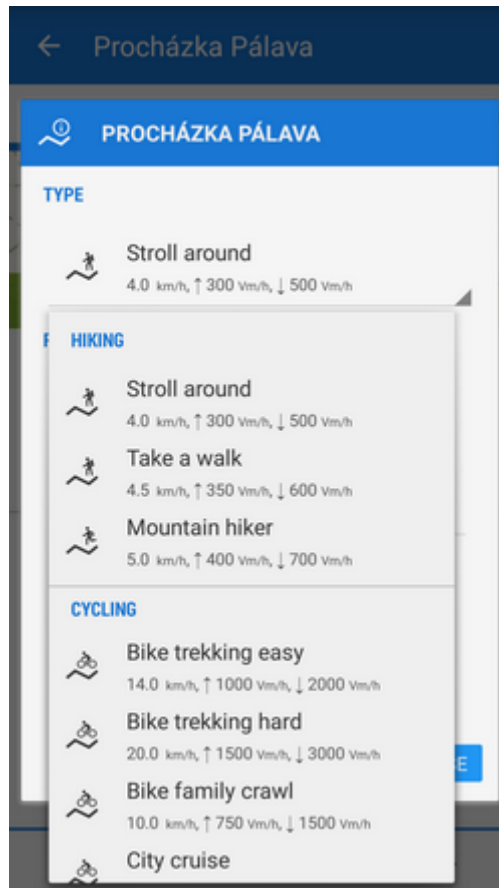 Procházka Pálava
PROCHÁZKA PÁLAVA
TYPE
Stroll around
4.0 km/h, ↑ 300 Vm/h, ↓ 500 Vm/h
HIKING
Stroll around
4.0 km/h, ↑ 300 Vm/h, ↓ 500 Vm/h
Take a walk
4.5 km/h, ↑ 350 Vm/h, ↓ 600 Vm/h
Mountain hiker
5.0 km/h, ↑ 400 Vm/h, ↓ 700 Vm/h
CYCLING
Bike trekking easy
14.0 km/h, ↑ 1000 Vm/h, ↓ 2000 Vm/h
Bike trekking hard
20.0 km/h, ↑ 1500 Vm/h, ↓ 3000 Vm/h
Bike family crawl
10.0 km/h, ↑ 750 Vm/h, ↓ 1500 Vm/h
City cruise